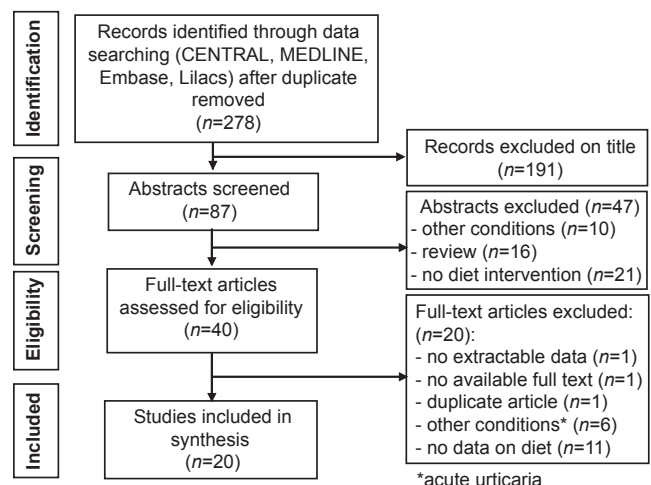 Identification
Records identified through data
searching (CENTRAL, MEDLINE,
Embase, Lilacs) after duplicate
removed
(n=278)
Records excluded on title
(n=191)
Screening
Abstracts screened
(n=87)
Abstracts excluded (n=47)
- other conditions (n=10)
- review (n=16)
- no diet intervention (n=21)
Eligibility
Full-text articles
assessed for eligibility
(n=40)
Full-text articles excluded:
(n=20):
- no extractable data (n=1)
- no available full text (n=1)
- duplicate article (n=1)
- other conditions* (n=6)
- no data on diet (n=11)
Included
Studies included in
synthesis
(n=20)
*acute urticaria